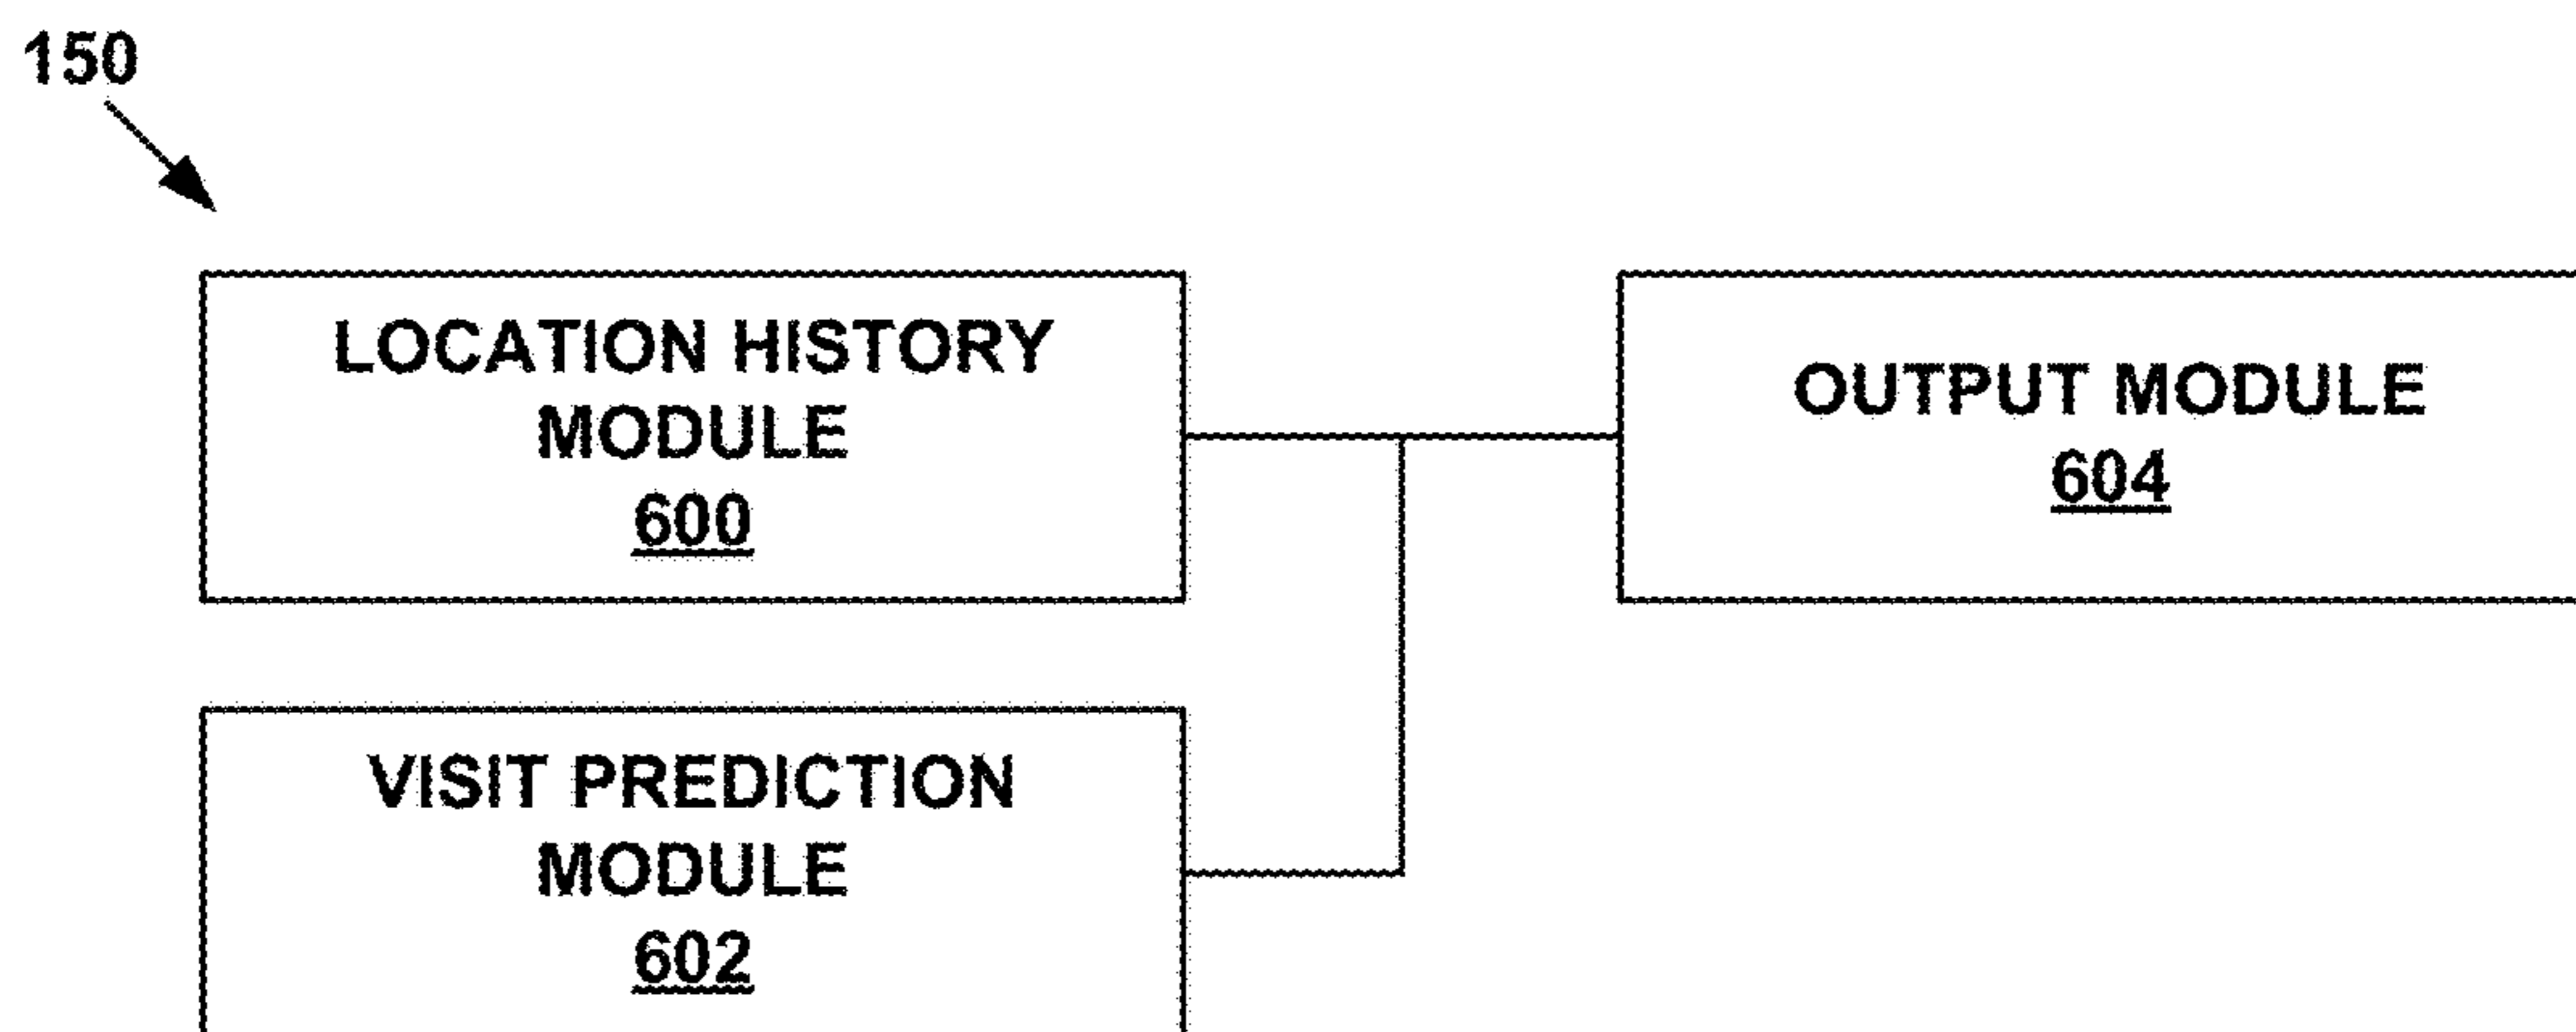 150
LOCATION HISTORY
MODULE
600
OUTPUT MODULE
604
VISIT PREDICTION
MODULE
602